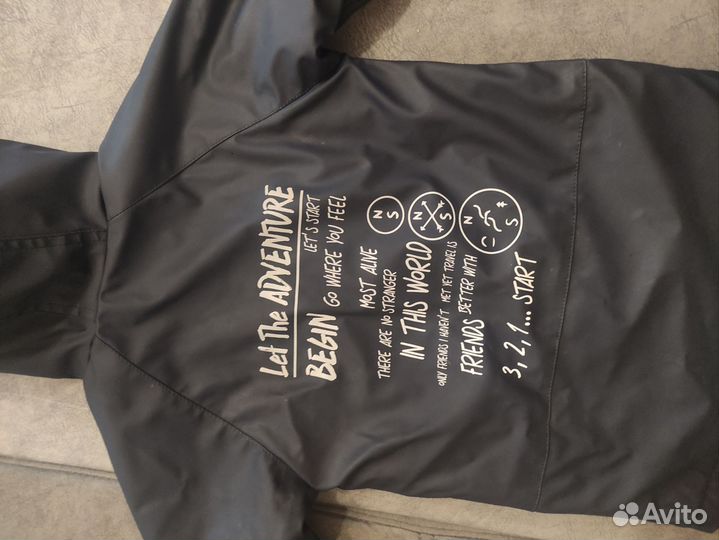 Let The ADVENTURE
LET'S START
BEGIN GO WHERE YOU FEEL
MOST ALIVE
THERE ARE NO STRANGER
IN THIS WORLD
ONLY FRIENDS I HAVEN'T MET YET TRAVEL IS
FRIENDS BETTER WITH
3, 2, 1... START
N
S
N
S
N
S
Avito